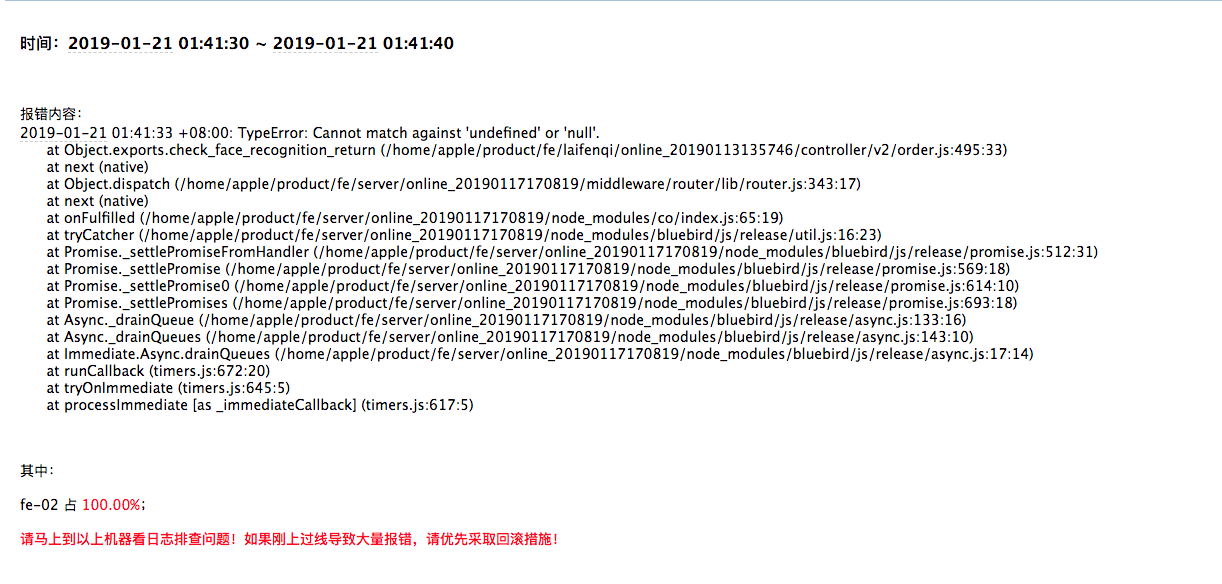 时间：2019-01-21 01:41:30 ~ 2019-01-21 01:41:40
报错内容：
2019-01-21 01:41:33 +08:00: TypeError: Cannot match against 'undefined' or 'null'.
at Object.exports.check_face_recognition_return (/home/apple/product/fe/laifenqi/online_20190113135746/controller/v2/order.js:495:33)
at next (native)
at Object.dispatch (/home/apple/product/fe/server/online_20190117170819/middleware/router/lib/router.js:343:17)
at next (native)
at onFulfilled (/home/apple/product/fe/server/online_20190117170819/node_modules/co/index.js:65:19)
at tryCatcher (/home/apple/product/fe/server/online_20190117170819/node_modules/bluebird/js/release/util.js:16:23)
at Promise._settlePromiseFromHandler (/home/apple/product/fe/server/online_20190117170819/node_modules/bluebird/js/release/promise.js:512:31)
at Promise._settlePromise (/home/apple/product/fe/server/online_20190117170819/node_modules/bluebird/js/release/promise.js:569:18)
at Promise._settlePromise0 (/home/apple/product/fe/server/online_20190117170819/node_modules/bluebird/js/release/promise.js:614:10)
at Promise._settlePromises (/home/apple/product/fe/server/online_20190117170819/node_modules/bluebird/js/release/promise.js:693:18)
at Async._drainQueue (/home/apple/product/fe/server/online_20190117170819/node_modules/bluebird/js/release/async.js:133:16)
at Async._drainQueues (/home/apple/product/fe/server/online_20190117170819/node_modules/bluebird/js/release/async.js:143:10)
at Immediate.Async.drainQueues (/home/apple/product/fe/server/online_20190117170819/node_modules/bluebird/js/release/async.js:17:14)
at runCallback (timers.js:672:20)
at tryOnImmediate (timers.js:645:5)
at processImmediate [as _immediateCallback] (timers.js:617:5)
其中：
fe-02 占 100.00%；
请马上到以上机器看日志排查问题！如果刚上过线导致大量报错，请优先采取回滚措施！